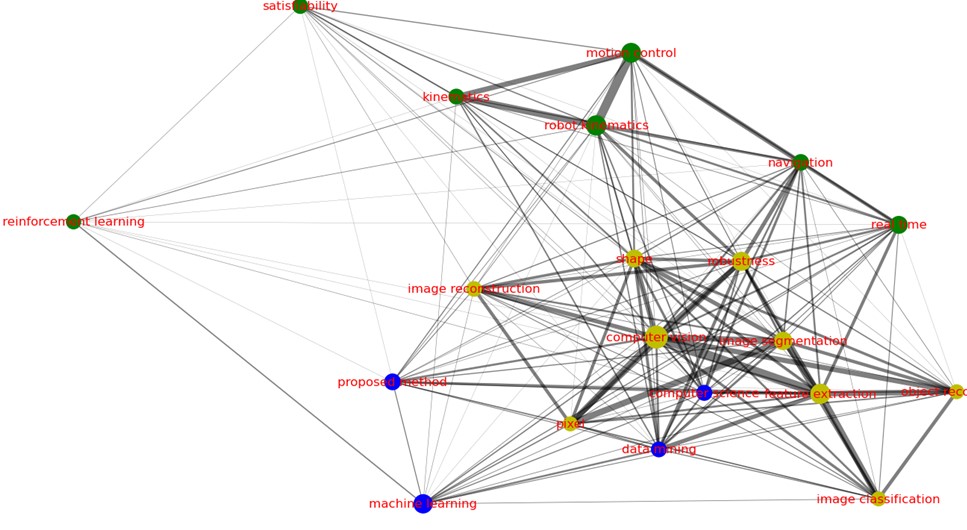 satisfiability
motion control
kinematics
robot kinematics
navigation
reinforcement learning
real time
shape
robustness
image reconstruction
computer vision
image segmentation
proposed method
computer science
feature extraction
object reco
pixel
data mining
image classification
machine learning